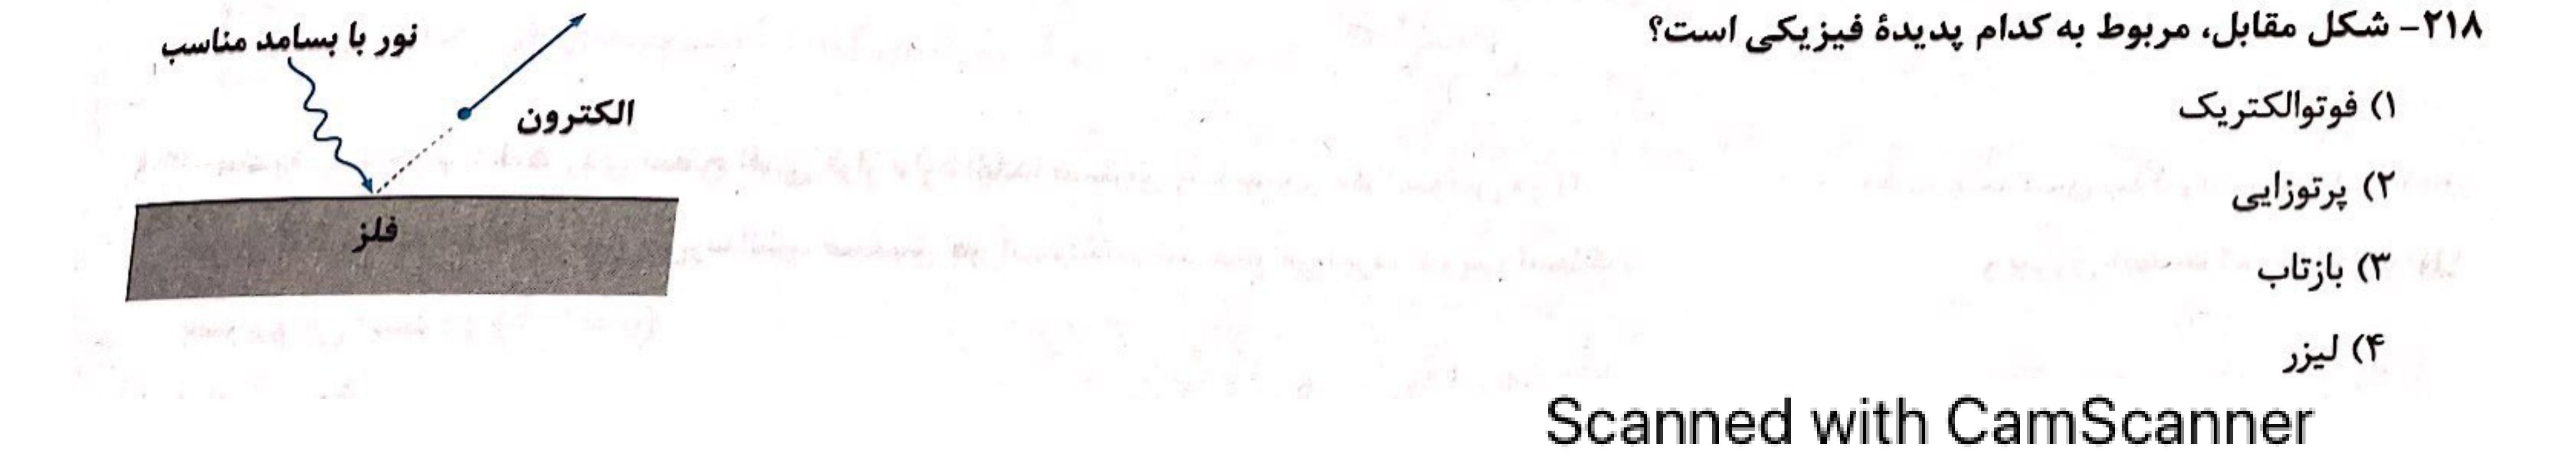 ۲۱۸– شکل مقابل، مربوط به کدام پدیدهٔ فیزیکی است؟
۱) فوتوالکتریک
۲) پرتوزایی
۳) بازتاب
۴) لیزر
نور با بسامد مناسب
الکترون
فلز
Scanned with CamScanner